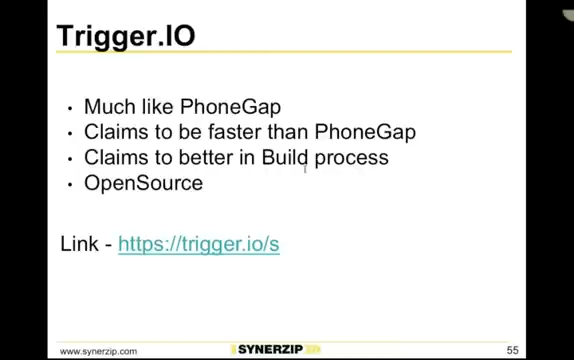 Trigger.IO
• Much like PhoneGap
• Claims to be faster than PhoneGap
• Claims to better in Build process
• OpenSource
Link - https://trigger.io/s
www.synerzip.com
SYNERZIP
55